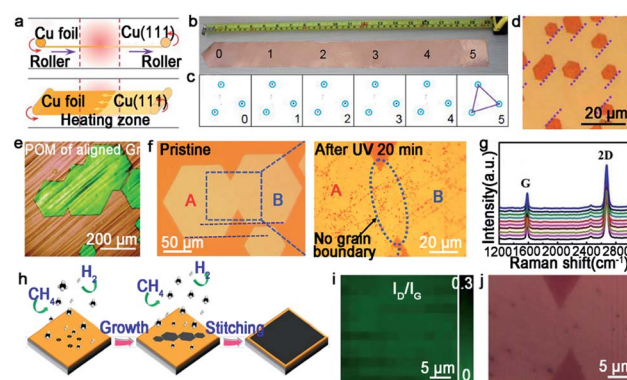 a
Cu foil
Cu(111)
Roller
Roller
Cu foil
Cu(111)
Heating zone
b
0 1 2 3 4 5
c
0 1 2 3 4 5
d
20 μm
e
POM of aligned Gr
200 μm
f
Pristine
A
B
50 μm
After UV 20 min
A
B
No grain
boundary
20 μm
g
Intensity(a.u.)
G
2D
1200 1600 2000 2400 2800
Raman shift(cm-1)
h
CH4
H2
CH4
H2
Growth
Stitching
i
ID/IG
0.3
0
5 μm
j
5 μm